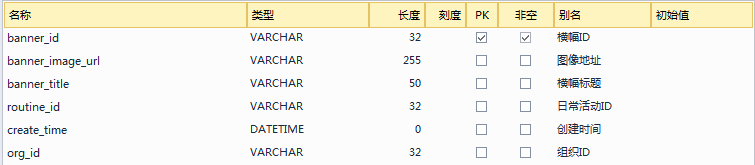 名称 类型 长度 刻度 PK 非空 别名 初始值
banner_id VARCHAR 32 横幅ID
banner_image_url VARCHAR 255 图像地址
banner_title VARCHAR 50 横幅标题
routine_id VARCHAR 32 日常活动ID
create_time DATETIME 0 创建时间
org_id VARCHAR 32 组织ID